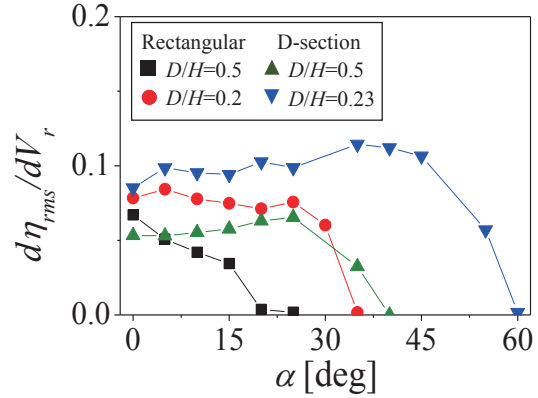 0.2
Rectangular D-section
D/H=0.5 D/H=0.5
D/H=0.2 D/H=0.23
0.1
0.0
dη_rms/dV_r
0 15 30 45 60
α [deg]